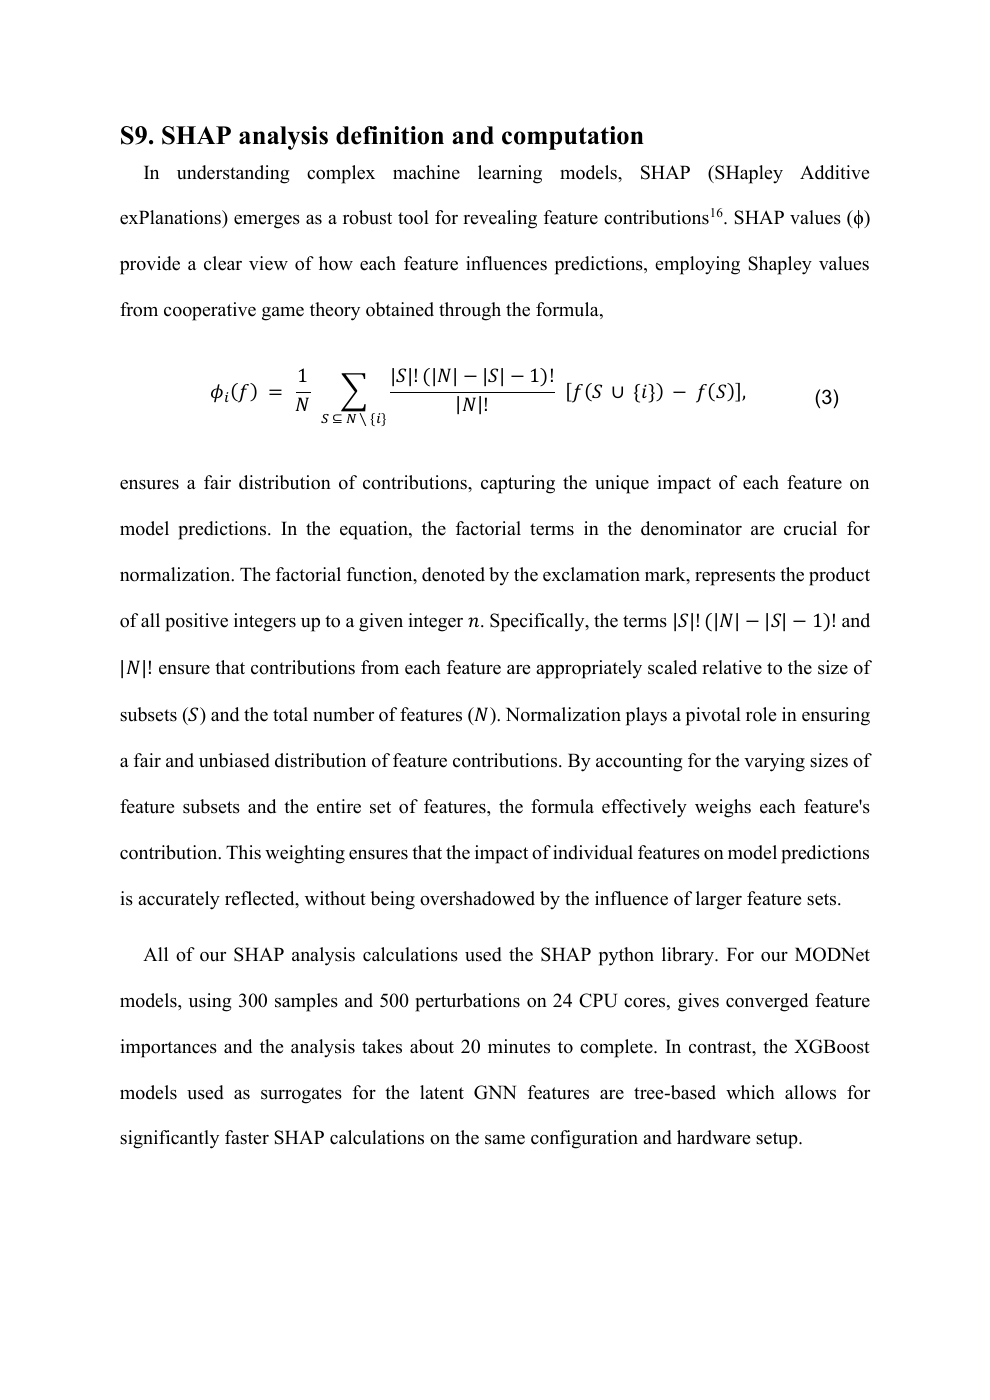 S9. SHAP analysis definition and computation
In understanding complex machine learning models, SHAP (SHapley Additive
exPlanations) emerges as a robust tool for revealing feature contributions¹⁶. SHAP values (ϕ)
provide a clear view of how each feature influences predictions, employing Shapley values
from cooperative game theory obtained through the formula,
𝜙ᵢ(𝑓) = 1/𝑁 ∑_{𝑆 ⊆ 𝑁 \ {𝑖}} |𝑆|! (|𝑁| − |𝑆| − 1)! / |𝑁|! [𝑓(𝑆 ∪ {𝑖}) − 𝑓(𝑆)], (3)
ensures a fair distribution of contributions, capturing the unique impact of each feature on
model predictions. In the equation, the factorial terms in the denominator are crucial for
normalization. The factorial function, denoted by the exclamation mark, represents the product
of all positive integers up to a given integer 𝑛. Specifically, the terms |𝑆|! (|𝑁| − |𝑆| − 1)! and
|𝑁|! ensure that contributions from each feature are appropriately scaled relative to the size of
subsets (𝑆) and the total number of features (𝑁). Normalization plays a pivotal role in ensuring
a fair and unbiased distribution of feature contributions. By accounting for the varying sizes of
feature subsets and the entire set of features, the formula effectively weighs each feature's
contribution. This weighting ensures that the impact of individual features on model predictions
is accurately reflected, without being overshadowed by the influence of larger feature sets.
All of our SHAP analysis calculations used the SHAP python library. For our MODNet
models, using 300 samples and 500 perturbations on 24 CPU cores, gives converged feature
importances and the analysis takes about 20 minutes to complete. In contrast, the XGBoost
models used as surrogates for the latent GNN features are tree-based which allows for
significantly faster SHAP calculations on the same configuration and hardware setup.